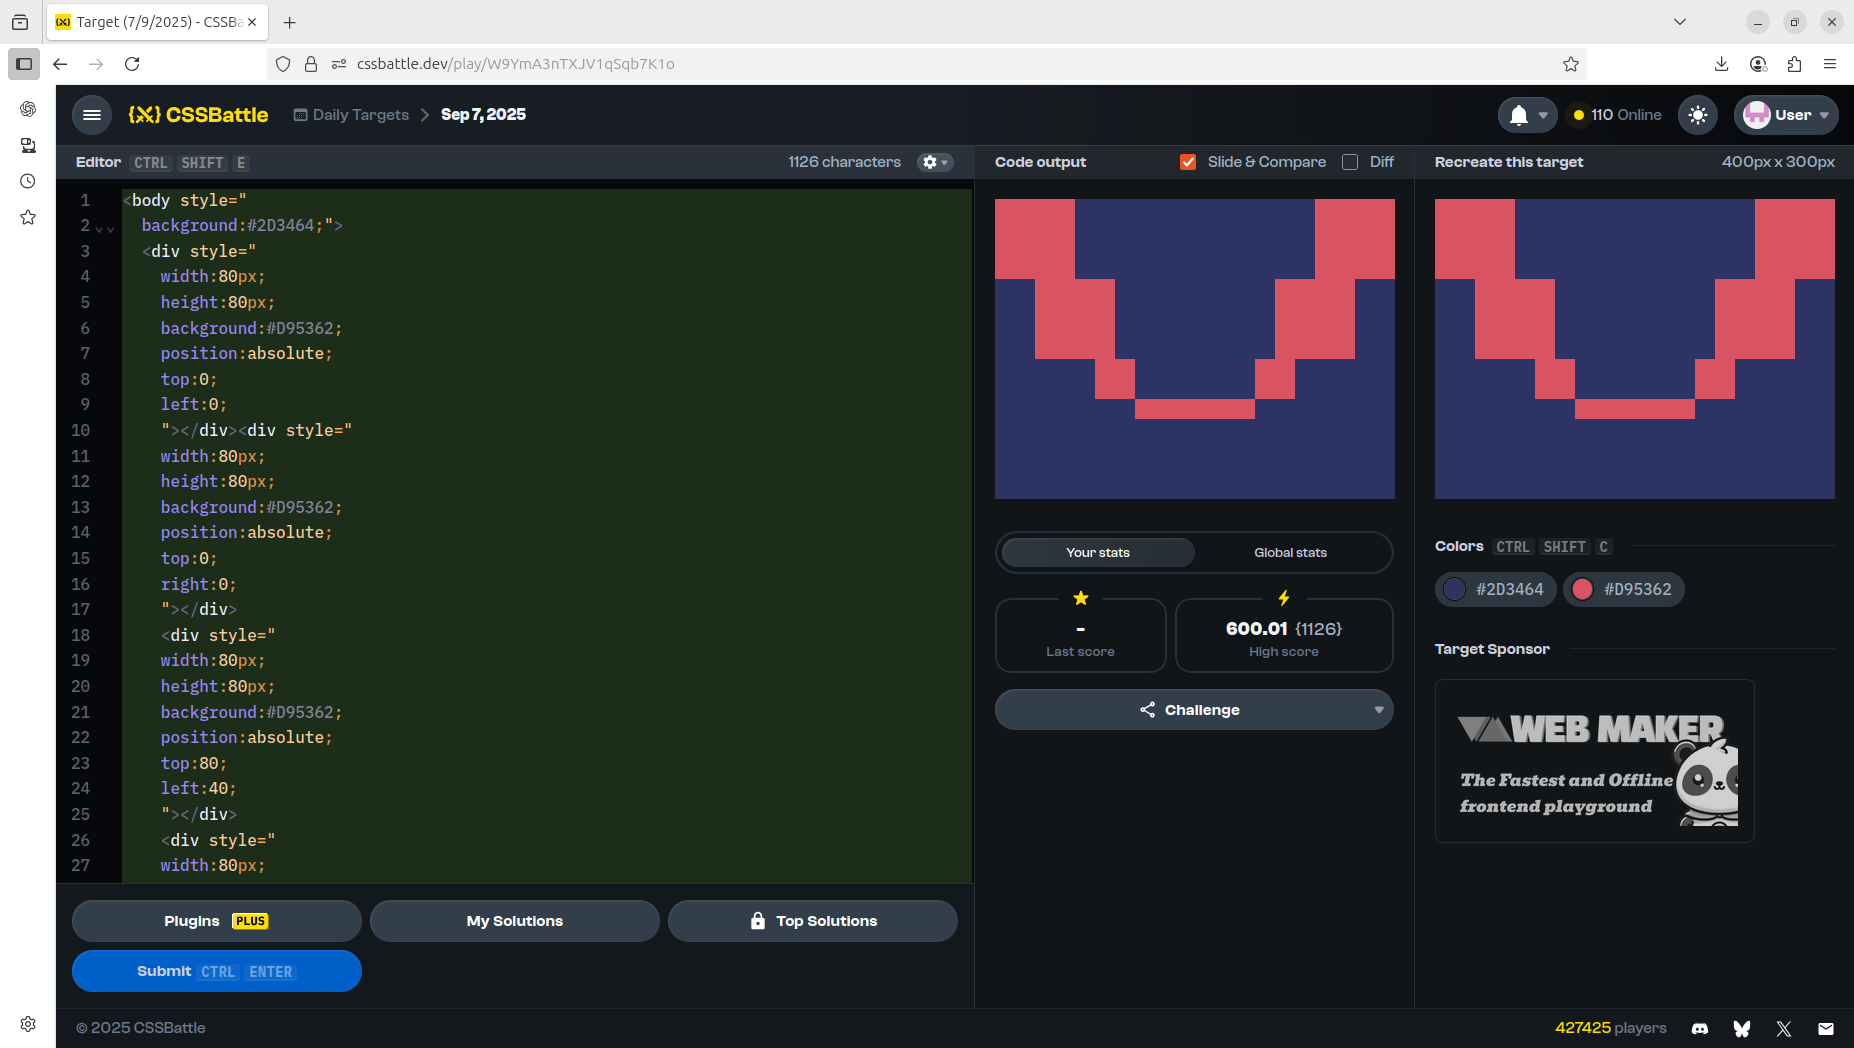 Target (7/9/2025) - CSSBa
cssbattle.dev/play/W9YmA3nTXJV1qSqb7K1o
CSSBattle
Daily Targets
Sep 7, 2025
110 Online
User
Editor CTRL SHIFT E
1126 characters
Code output
Slide & Compare
Diff
Recreate this target
400px x 300px
1 <body style="
2 background:#2D3464;">
3 <div style="
4 width:80px;
5 height:80px;
6 background:#D95362;
7 position:absolute;
8 top:0;
9 left:0;
10 "></div><div style="
11 width:80px;
12 height:80px;
13 background:#D95362;
14 position:absolute;
15 top:0;
16 right:0;
17 "></div>
18 <div style="
19 width:80px;
20 height:80px;
21 background:#D95362;
22 position:absolute;
23 top:80;
24 left:40;
25 "></div>
26 <div style="
27 width:80px;
Plugins PLUS
My Solutions
Top Solutions
Submit CTRL ENTER
Your stats
Global stats
-
Last score
600.01 {1126}
High score
Challenge
Colors CTRL SHIFT C
#2D3464
#D95362
Target Sponsor
WEB MAKER
The Fastest and Offline
frontend playground
© 2025 CSSBattle
427425 players